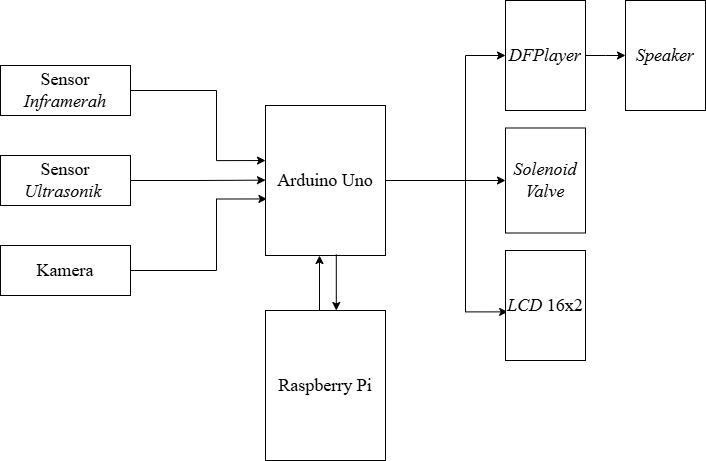 Sensor
Inframerah
Sensor
Ultrasonik
Kamera
Arduino Uno
Raspberry Pi
DFPlayer
Speaker
Solenoid
Valve
LCD 16x2